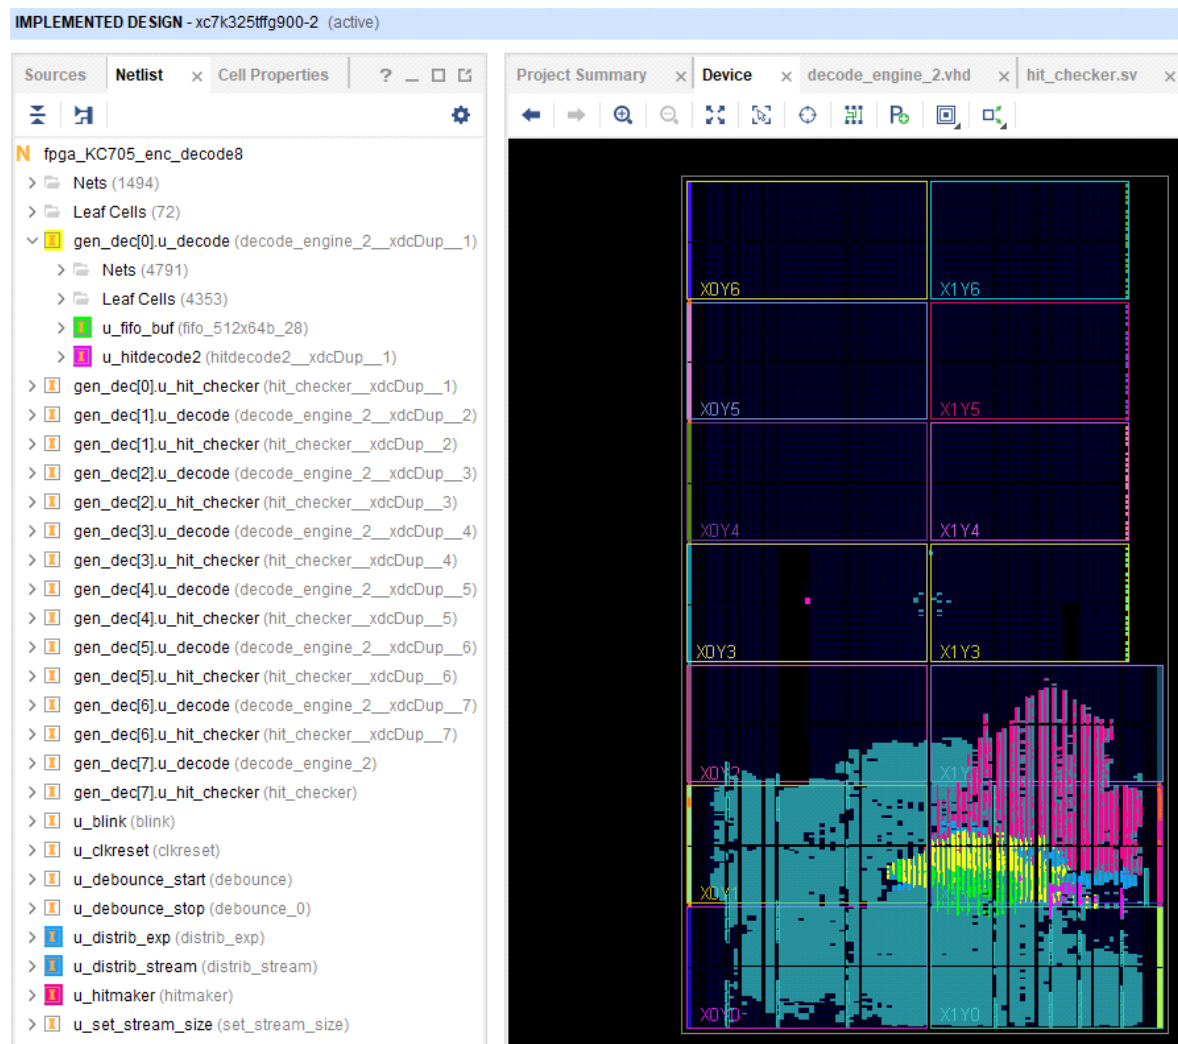 IMPLEMENTED DESIGN - xc7k325tffg900-2 (active)
Sources Netlist × Cell Properties ? _
Project Summary × Device × decode_engine_2.vhd × hit_checker.sv ×
N fpga_KC705_enc_decode8
Nets (1494)
Leaf Cells (72)
gen_dec[0].u_decode (decode_engine_2__xdcDup__1)
Nets (4791)
Leaf Cells (4353)
u_fifo_buf (fifo_512x64b_28)
u_hitdecode2 (hitdecode2__xdcDup__1)
gen_dec[0].u_hit_checker (hit_checker__xdcDup__1)
gen_dec[1].u_decode (decode_engine_2__xdcDup__2)
gen_dec[1].u_hit_checker (hit_checker__xdcDup__2)
gen_dec[2].u_decode (decode_engine_2__xdcDup__3)
gen_dec[2].u_hit_checker (hit_checker__xdcDup__3)
gen_dec[3].u_decode (decode_engine_2__xdcDup__4)
gen_dec[3].u_hit_checker (hit_checker__xdcDup__4)
gen_dec[4].u_decode (decode_engine_2__xdcDup__5)
gen_dec[4].u_hit_checker (hit_checker__xdcDup__5)
gen_dec[5].u_decode (decode_engine_2__xdcDup__6)
gen_dec[5].u_hit_checker (hit_checker__xdcDup__6)
gen_dec[6].u_decode (decode_engine_2__xdcDup__7)
gen_dec[6].u_hit_checker (hit_checker__xdcDup__7)
gen_dec[7].u_decode (decode_engine_2)
gen_dec[7].u_hit_checker (hit_checker)
u_blink (blink)
u_clkreset (clkreset)
u_debounce_start (debounce)
u_debounce_stop (debounce_0)
u_distrib_exp (distrib_exp)
u_distrib_stream (distrib_stream)
u_hitmaker (hitmaker)
u_set_stream_size (set_stream_size)
X0Y6 X1Y6
X0Y5 X1Y5
X0Y4 X1Y4
X0Y3 X1Y3
X0Y2
X0Y1
X0Y0 X1Y0